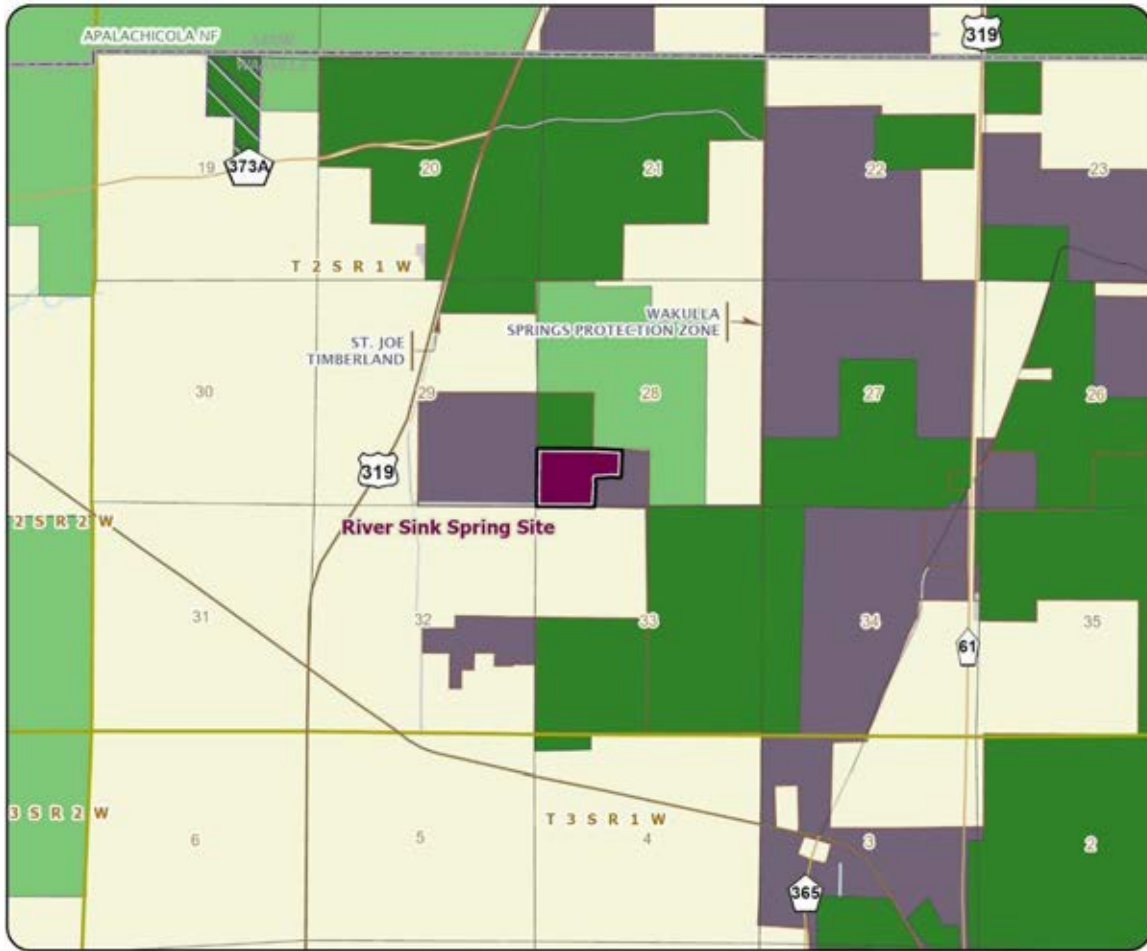 319
APALACHICOLA NF
LEON
WAKULLA
19
373A
20
21
22
23
T 2 S R 1 W
WAKULLA
SPRINGS PROTECTION ZONE
ST. JOE
TIMBERLAND
30
29
28
27
26
319
2 S R 2 W
River Sink Spring Site
31
32
33
34
35
61
3 S R 2 W
T 3 S R 1 W
6
5
4
3
2
365